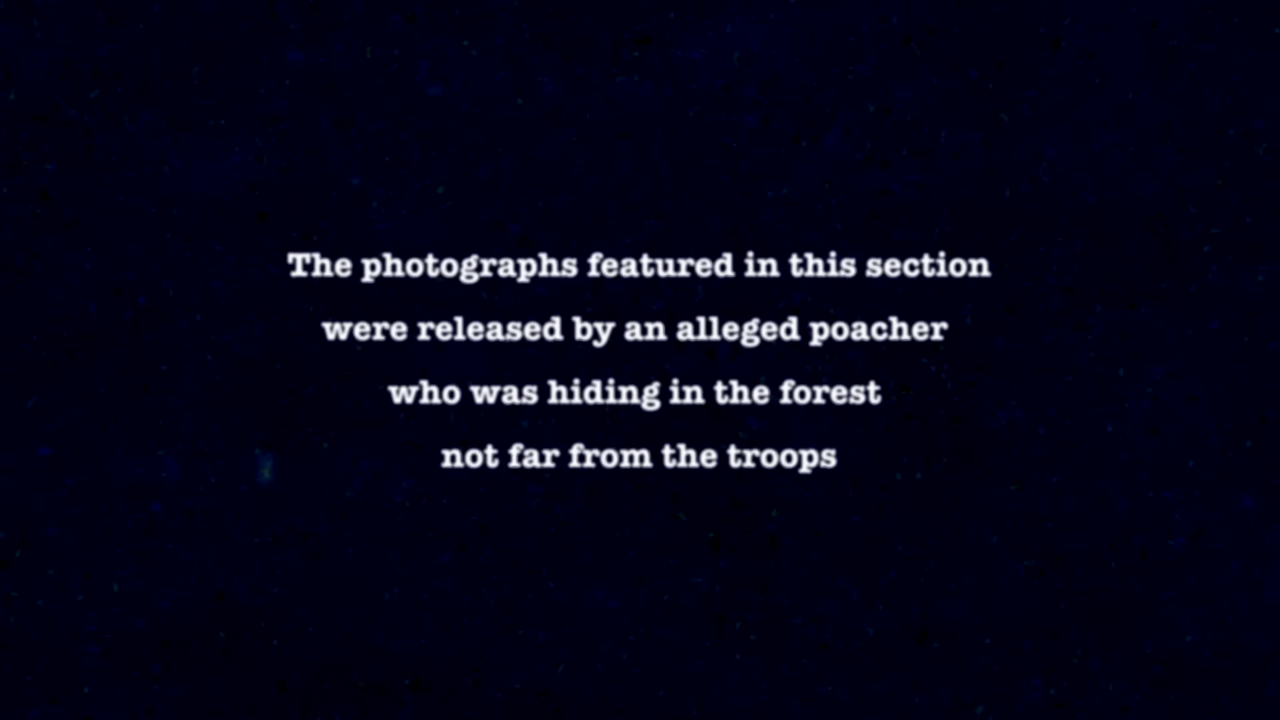 The photographs featured in this section
were released by an alleged poacher
who was hiding in the forest
not far from the troops